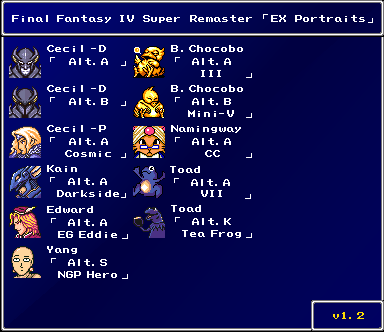 Final Fantasy IV Super Remaster「EX Portraits」
Cecil-D
「 Alt.A 」
Cecil-D
「 Alt.B 」
Cecil-P
「 Alt.A
Cosmic 」
Kain
「 Alt.A
Darkside」
Edward
「 Alt.A
EG Eddie」
Yang
「 Alt.S
NGP Hero」
B.Chocobo
「 Alt.A
III 」
B.Chocobo
「 Alt.B
Mini-V 」
Namingway
「 Alt.A
CC 」
Toad
「 Alt.A
VII 」
Toad
「 Alt.K
Tea Frog」
v1.2